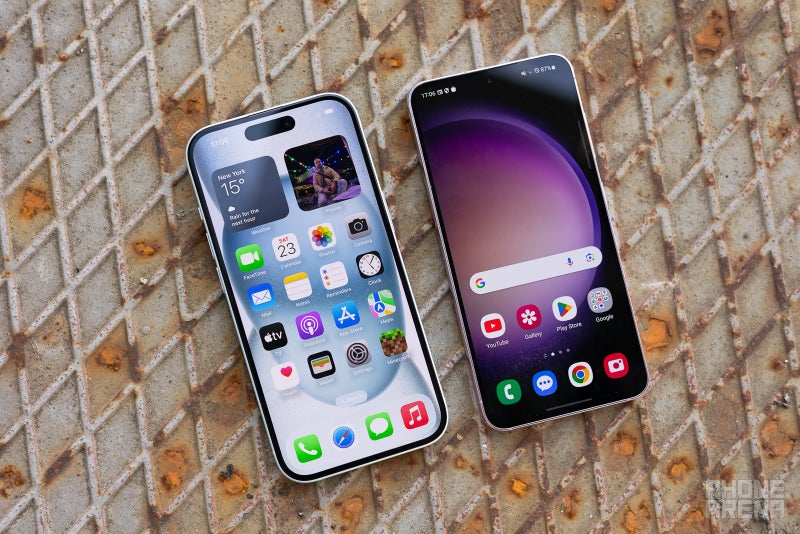 17:06
New York
15°
Rain for the
next hour
Weather
Photos
FaceTime
SAT
23
Calendar
Photos
Camera
Mail
Notes
Reminders
Clock
tv
Podcasts
App Store
Maps
Health
Wallet
Settings
Minecraft
Search
17:06
87%
G
YouTube
Gallery
Play Store
Google
PHONE
ARENA